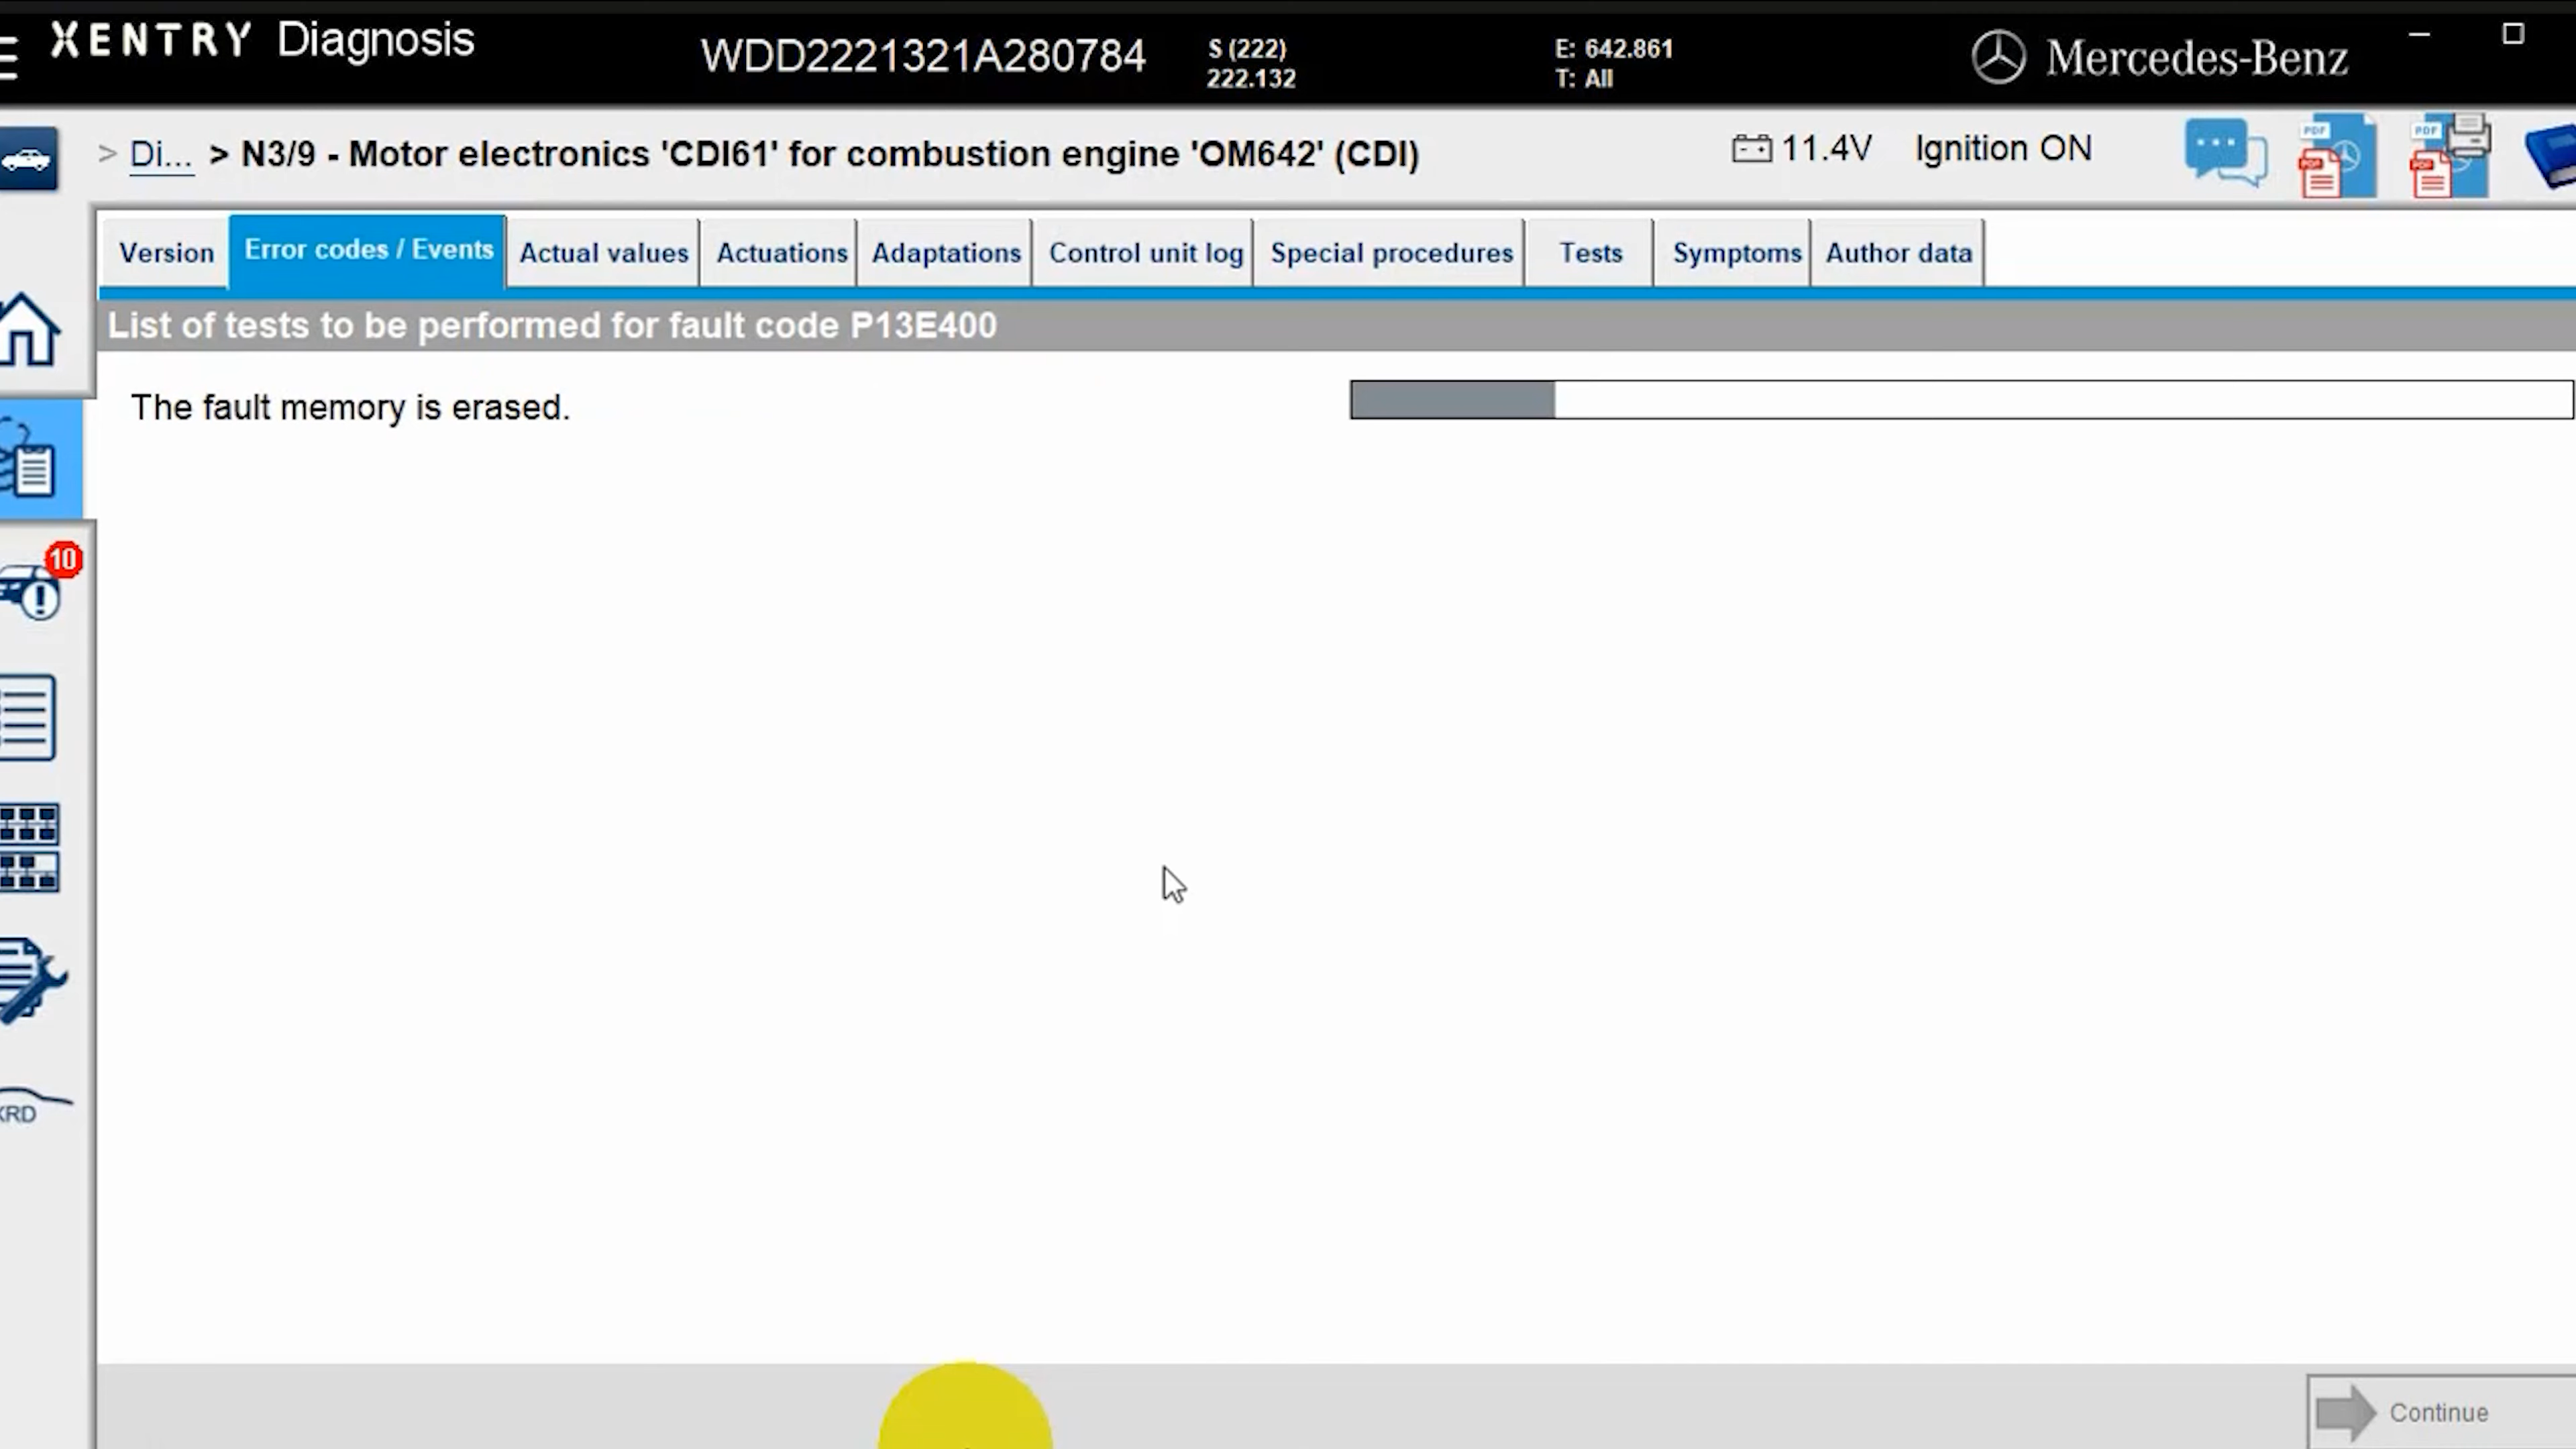 XENTRY Diagnosis
WDD2221321A280784
S (222)
222.132
E: 642.861
T: All
Mercedes-Benz
> Di... > N3/9 - Motor electronics 'CDI61' for combustion engine 'OM642' (CDI)
11.4V
Ignition ON
PDF
PDF
PDF
PDF
Version
Error codes / Events
Actual values
Actuations
Adaptations
Control unit log
Special procedures
Tests
Symptoms
Author data
List of tests to be performed for fault code P13E400
The fault memory is erased.
10
XRD
Continue